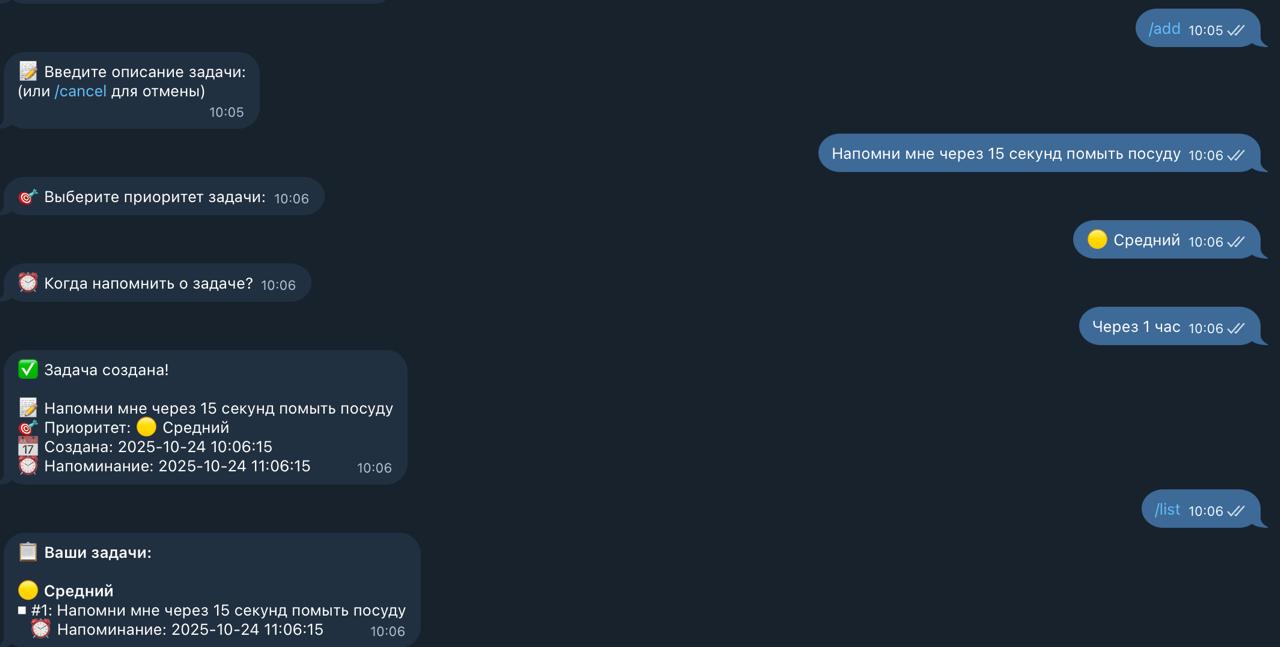 /add 10:05
📝 Введите описание задачи:
(или /cancel для отмены)
10:05
Напомни мне через 15 секунд помыть посуду 10:06
🎯 Выберите приоритет задачи: 10:06
🟡 Средний 10:06
⏰ Когда напомнить о задаче? 10:06
Через 1 час 10:06
✅ Задача создана!
📝 Напомни мне через 15 секунд помыть посуду
🎯 Приоритет: 🟡 Средний
📅 Создана: 2025-10-24 10:06:15
⏰ Напоминание: 2025-10-24 11:06:15 10:06
/list 10:06
📋 Ваши задачи:
🟡 Средний
▫️ #1: Напомни мне через 15 секунд помыть посуду
⏰ Напоминание: 2025-10-24 11:06:15 10:06